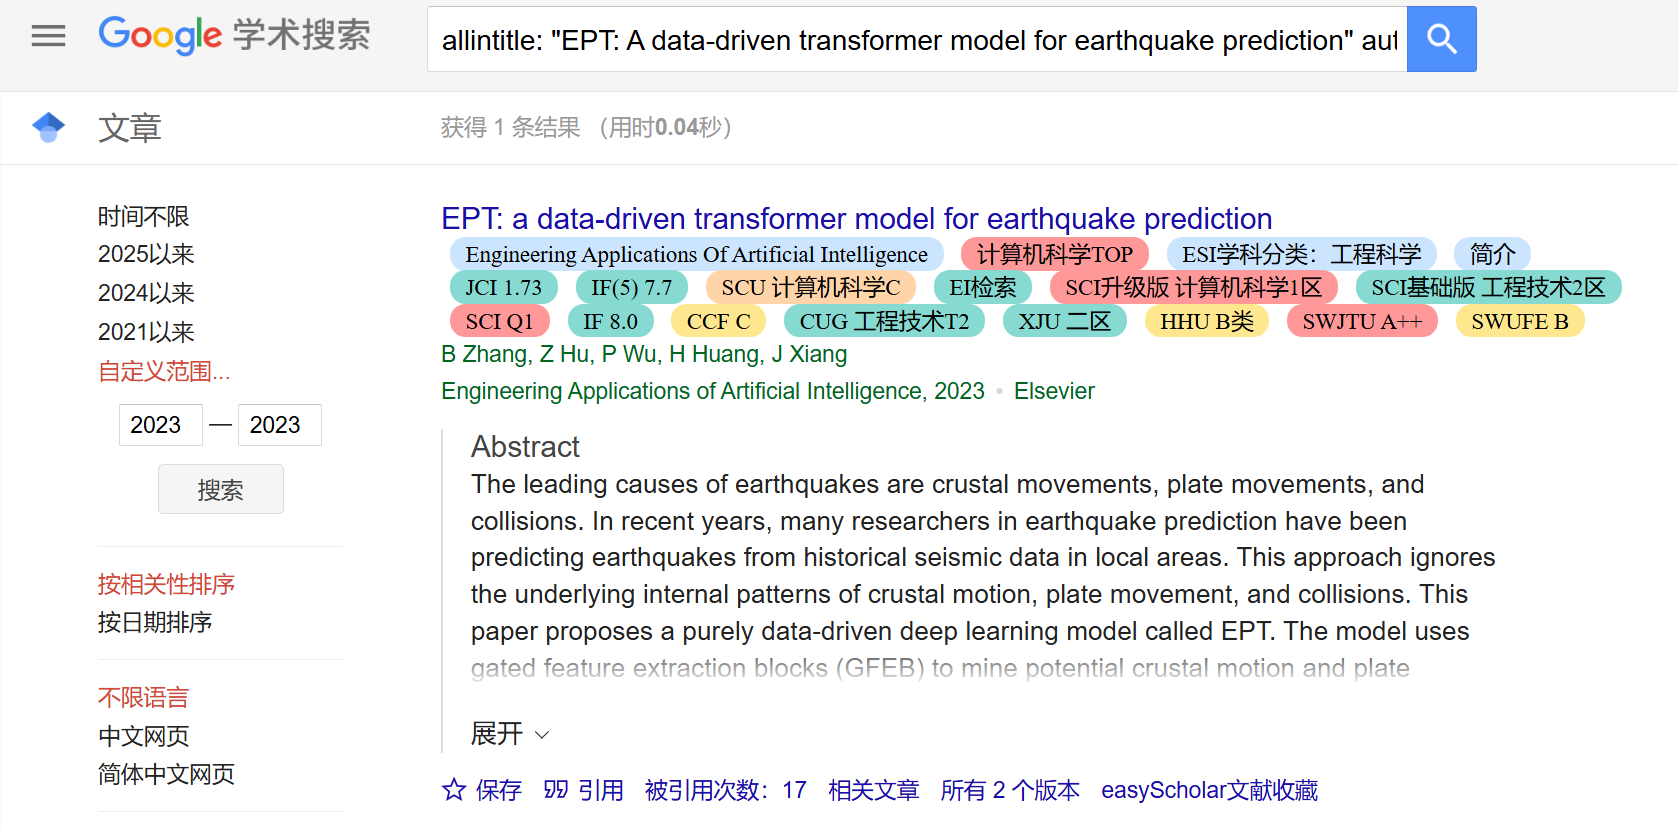 Google 学术搜索
allintitle: "EPT: A data-driven transformer model for earthquake prediction" aut
文章
获得 1 条结果 （用时0.04秒）
时间不限
2025以来
2024以来
2021以来
自定义范围...
2023 — 2023
搜索
按相关性排序
按日期排序
不限语言
中文网页
简体中文网页
EPT: a data-driven transformer model for earthquake prediction
Engineering Applications Of Artificial Intelligence 计算机科学TOP ESI学科分类：工程科学 简介
JCI 1.73 IF(5) 7.7 SCU 计算机科学C EI检索 SCI升级版 计算机科学1区 SCI基础版 工程技术2区
SCI Q1 IF 8.0 CCF C CUG 工程技术T2 XJU 二区 HHU B类 SWJTU A++ SWUFE B
B Zhang, Z Hu, P Wu, H Huang, J Xiang
Engineering Applications of Artificial Intelligence, 2023 • Elsevier
Abstract
The leading causes of earthquakes are crustal movements, plate movements, and
collisions. In recent years, many researchers in earthquake prediction have been
predicting earthquakes from historical seismic data in local areas. This approach ignores
the underlying internal patterns of crustal motion, plate movement, and collisions. This
paper proposes a purely data-driven deep learning model called EPT. The model uses
gated feature extraction blocks (GFEB) to mine potential crustal motion and plate
展开
保存 引用 被引用次数：17 相关文章 所有 2 个版本 easyScholar文献收藏